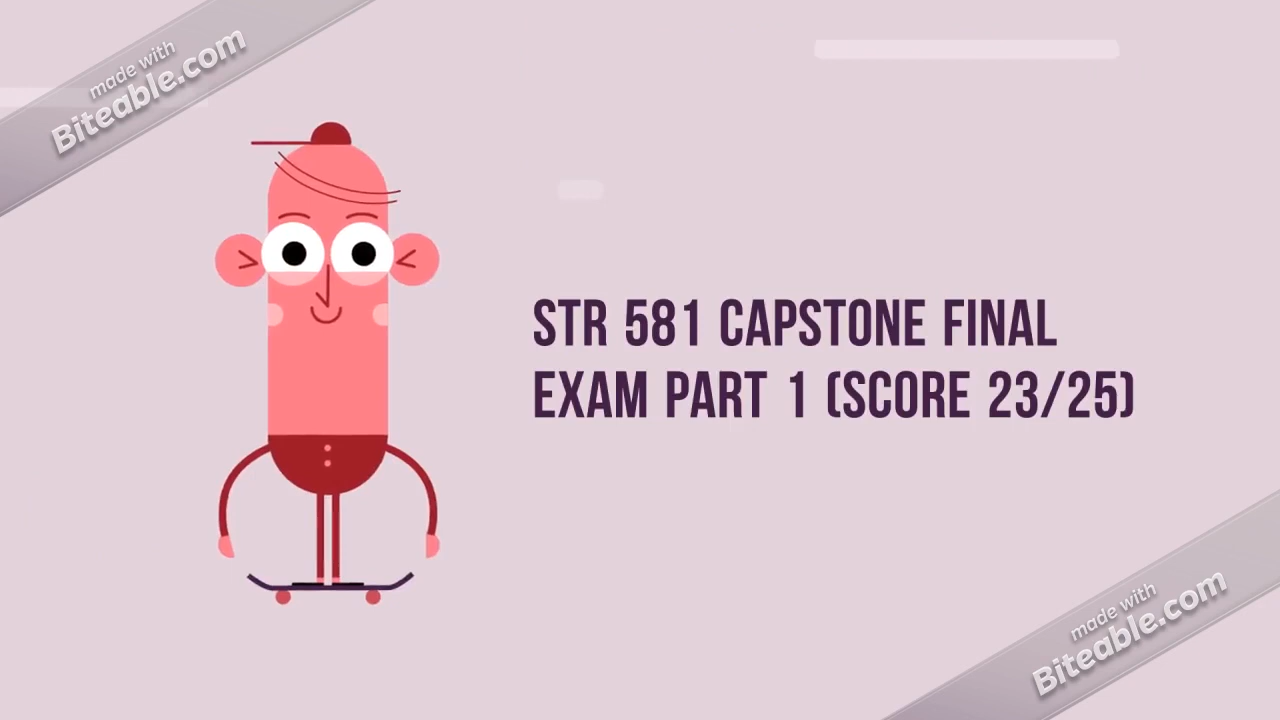 made with
Biteable.com
STR 581 CAPSTONE FINAL
EXAM PART 1 (SCORE 23/25)
made with
Biteable.com